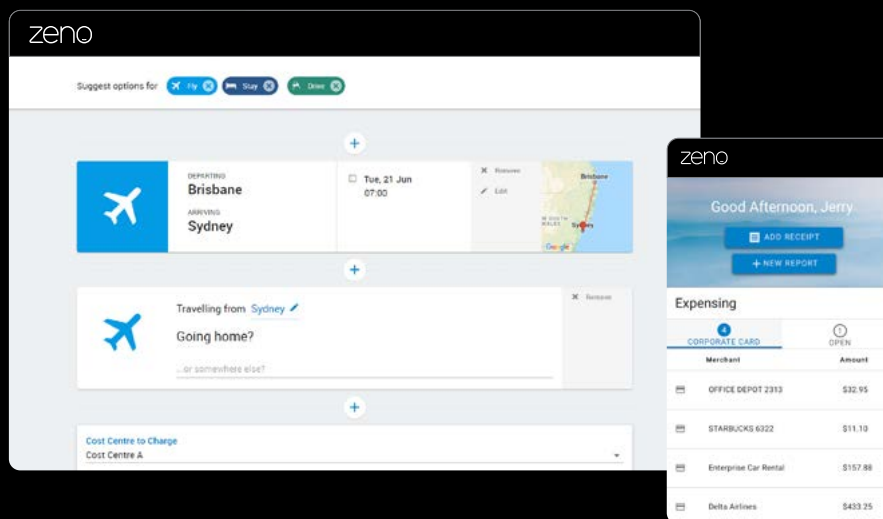 zeno
Suggest options for Fly Stay Drive
DEPARTING
Brisbane
ARRIVING
Sydney
Tue, 21 Jun
07:00
Remove
Edit
Brisbane
Sydney
Google
Travelling from Sydney
Going home?
...or somewhere else?
Remove
Cost Centre to Charge
Cost Centre A
zeno
Good Afternoon, Jerry
ADD RECEIPT
+ NEW REPORT
Expensing
4
CORPORATE CARD
1
OPEN
Merchant Amount
OFFICE DEPOT 2313 $32.95
STARBUCKS 6322 $11.10
Enterprise Car Rental $157.88
Delta Airlines $433.25